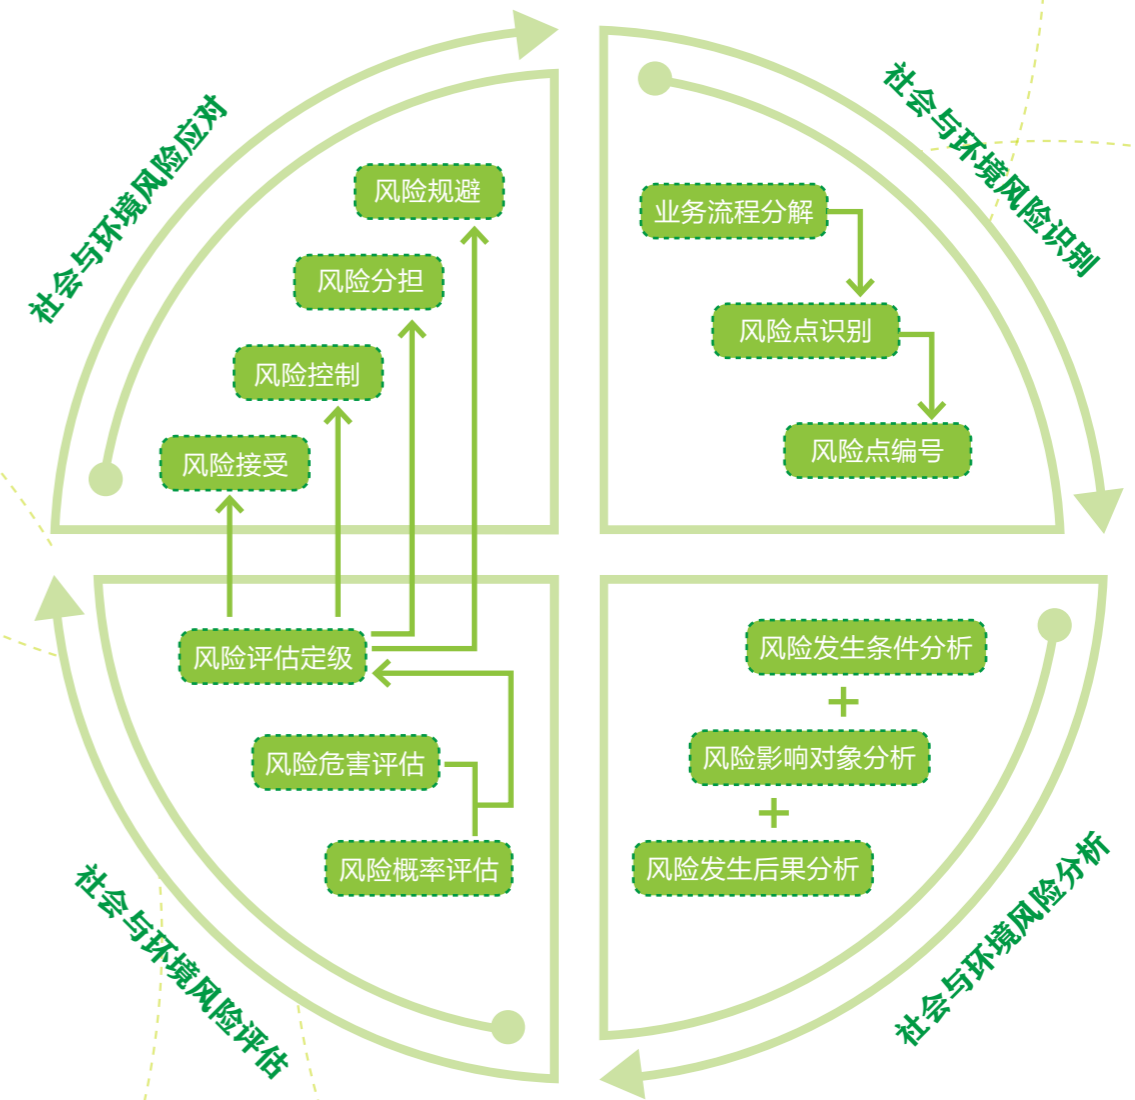 社会与环境风险应对
风险规避
风险分担
风险控制
风险接受
社会与环境风险识别
业务流程分解
风险点识别
风险点编号
社会与环境风险分析
风险发生条件分析
+
风险影响对象分析
+
风险发生后果分析
社会与环境风险评估
风险评估定级
风险危害评估
风险概率评估